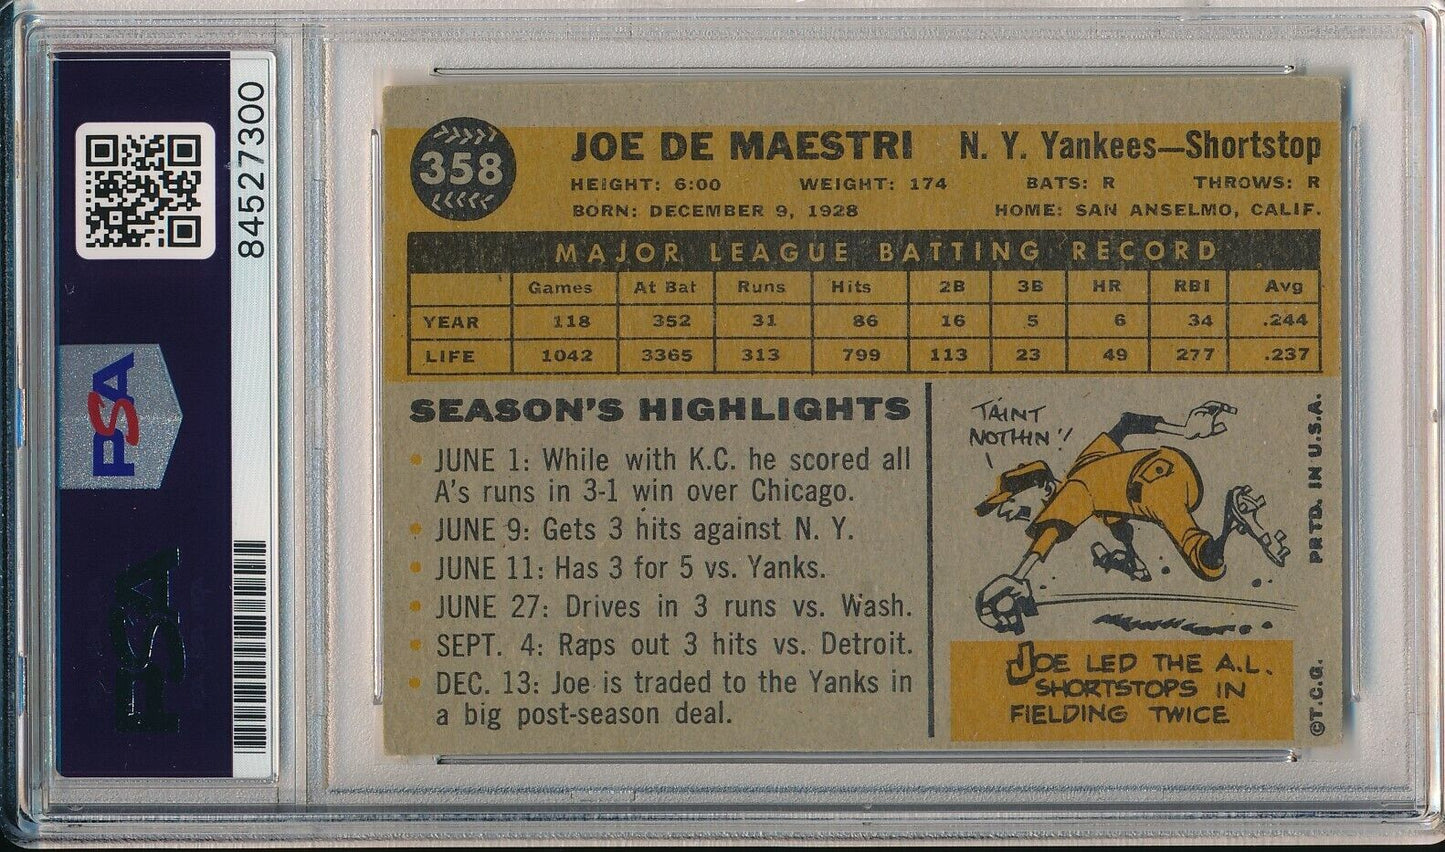 84527300
PSA
PSA
358
JOE DE MAESTRI N. Y. Yankees—Shortstop
HEIGHT: 6:00 WEIGHT: 174 BATS: R THROWS: R
BORN: DECEMBER 9, 1928 HOME: SAN ANSELMO, CALIF.
MAJOR LEAGUE BATTING RECORD
Games At Bat Runs Hits 2B 3B HR RBI Avg
YEAR 118 352 31 86 16 5 6 34 .244
LIFE 1042 3365 313 799 113 23 49 277 .237
SEASON'S HIGHLIGHTS
• JUNE 1: While with K.C. he scored all
A's runs in 3-1 win over Chicago.
• JUNE 9: Gets 3 hits against N. Y.
• JUNE 11: Has 3 for 5 vs. Yanks.
• JUNE 27: Drives in 3 runs vs. Wash.
• SEPT. 4: Raps out 3 hits vs. Detroit.
• DEC. 13: Joe is traded to the Yanks in
a big post-season deal.
TAINT
NOTHIN'!
JOE LED THE A.L.
SHORTSTOPS IN
FIELDING TWICE
©T.C.G. PRTD. IN U.S.A.